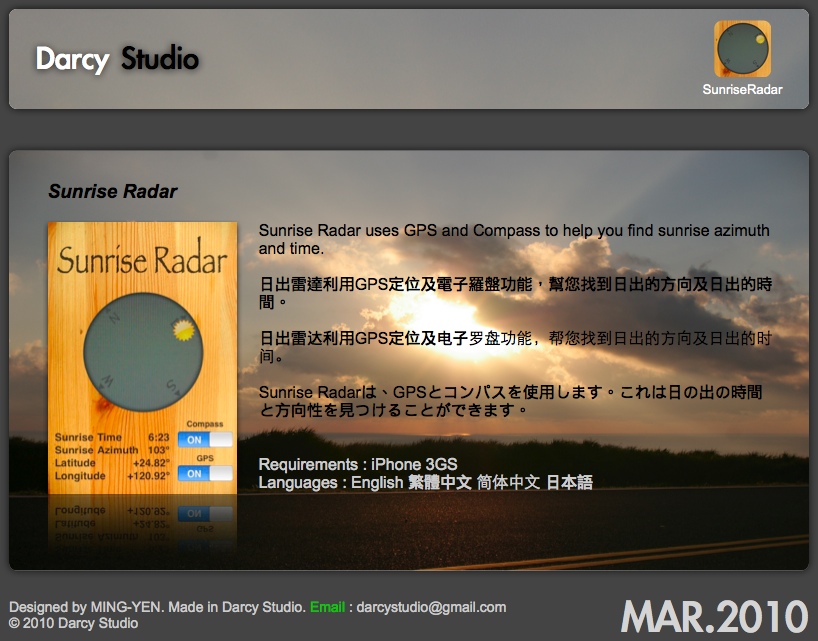 Darcy Studio
SunriseRadar
Sunrise Radar
Sunrise Radar
N
W
S
Compass
Sunrise Time 6:23
ON
Sunrise Azimuth 103°
GPS
Latitude +24.82°
ON
Longitude +120.92°
Sunrise Radar uses GPS and Compass to help you find sunrise azimuth
and time.
日出雷達利用GPS定位及電子羅盤功能，幫您找到日出的方向及日出的時
間。
日出雷达利用GPS定位及电子罗盘功能，帮您找到日出的方向及日出的时
间。
Sunrise Radarは、GPSとコンパスを使用します。これは日の出の時間
と方向性を見つけることができます。
Requirements : iPhone 3GS
Languages : English 繁體中文 简体中文 日本語
Designed by MING-YEN. Made in Darcy Studio. Email : darcystudio@gmail.com
© 2010 Darcy Studio
MAR.2010